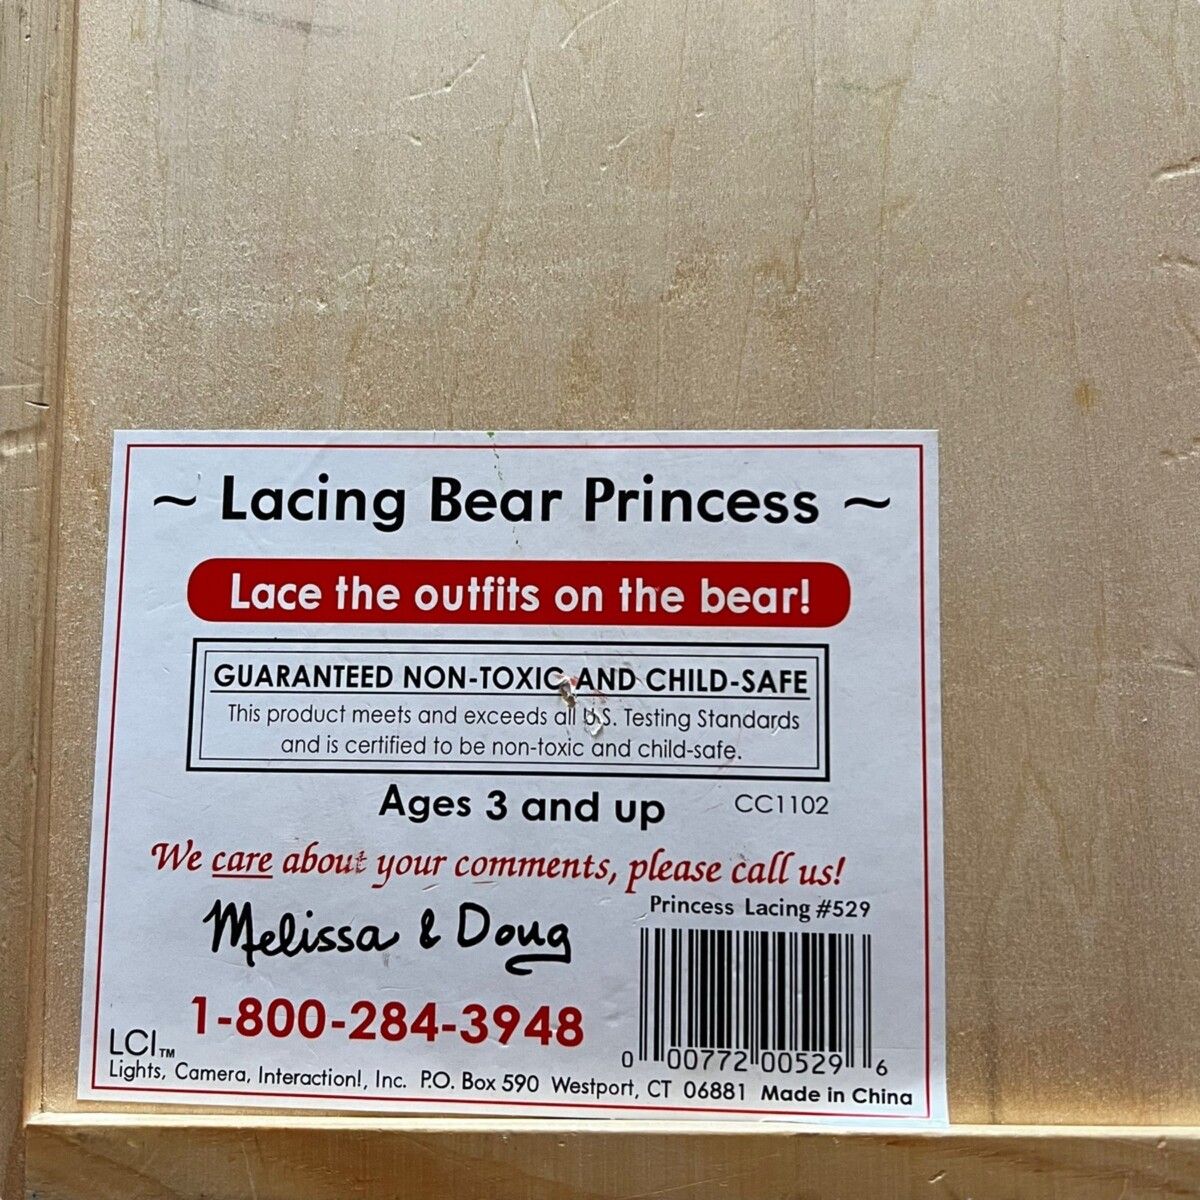 ~ Lacing Bear Princess ~
Lace the outfits on the bear!
GUARANTEED NON-TOXIC AND CHILD-SAFE
This product meets and exceeds all U.S. Testing Standards
and is certified to be non-toxic and child-safe.
Ages 3 and up CC1102
We care about your comments, please call us!
Princess Lacing #529
Melissa & Doug
1-800-284-3948
0 00772 00529 6
LCI™
Lights, Camera, Interaction!, Inc. P.O. Box 590 Westport, CT 06881 Made in China